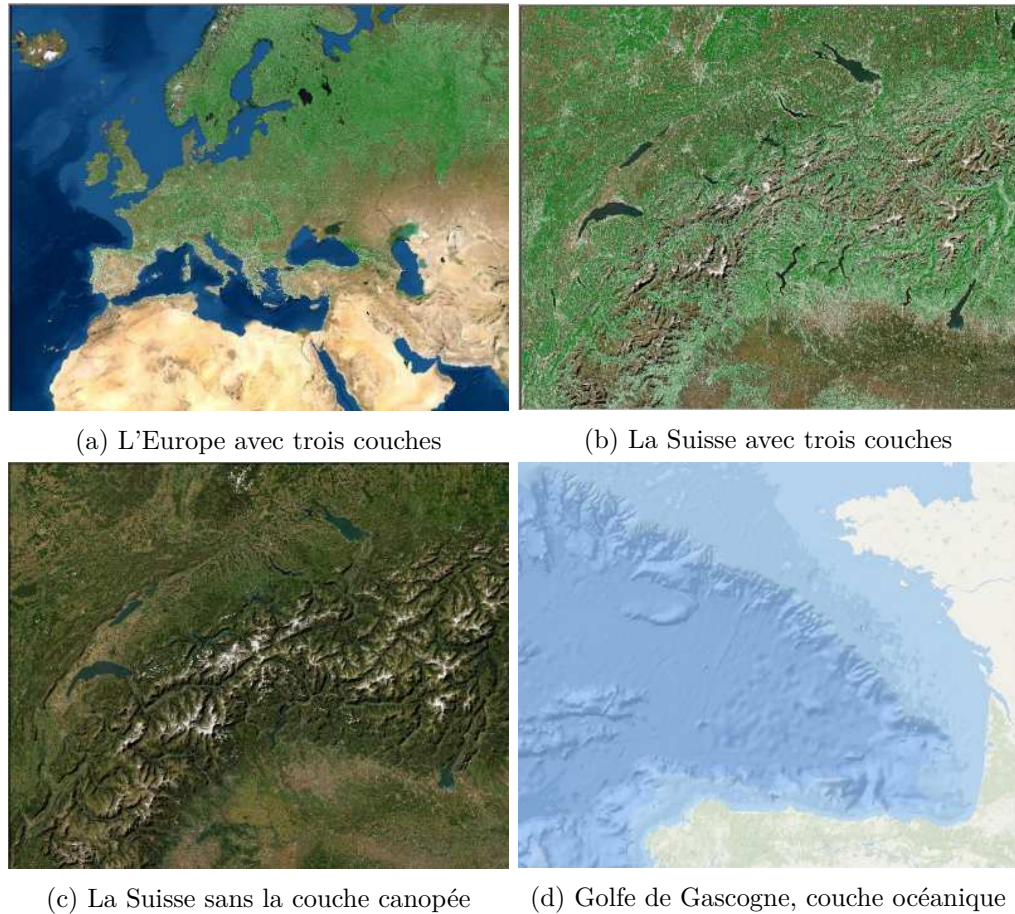 (a) L'Europe avec trois couches
(b) La Suisse avec trois couches
(c) La Suisse sans la couche canopée
(d) Golfe de Gascogne, couche océanique